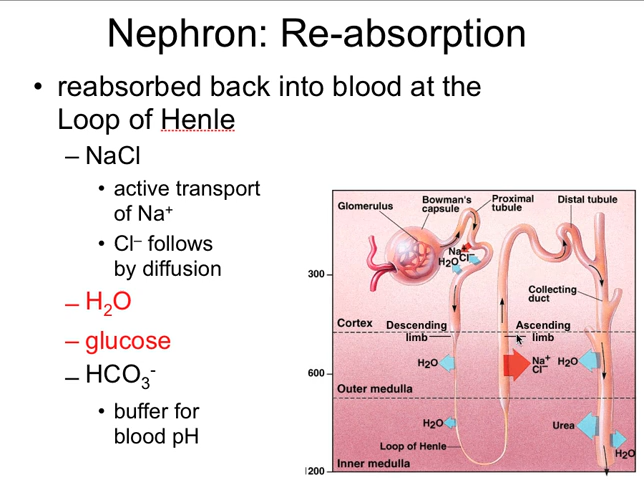 Nephron: Re-absorption
• reabsorbed back into blood at the
Loop of Henle
– NaCl
• active transport
of Na⁺
• Cl⁻ follows
by diffusion
– H₂O
– glucose
– HCO₃⁻
• buffer for
blood pH
Glomerulus
Bowman's
capsule
Proximal
tubule
Distal tubule
Na⁺
H₂O Cl⁻
300
Collecting
duct
Cortex
Descending
limb
Ascending
limb
H₂O
Na⁺
Cl⁻
H₂O
600
Outer medulla
H₂O
Urea
Loop of Henle
H₂O
Inner medulla
1200